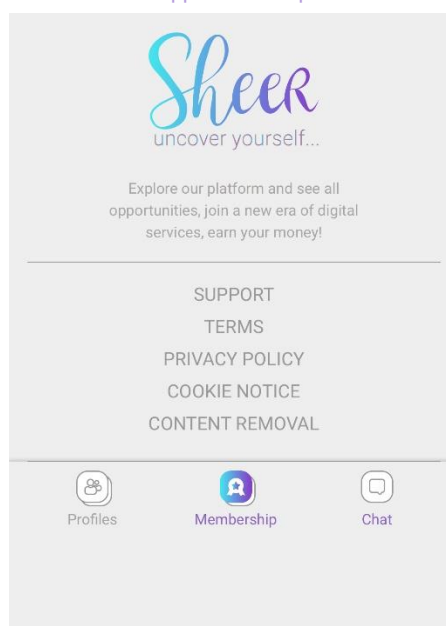 Sheer
uncover yourself...
Explore our platform and see all
opportunities, join a new era of digital
services, earn your money!
SUPPORT
TERMS
PRIVACY POLICY
COOKIE NOTICE
CONTENT REMOVAL
Profiles Membership Chat